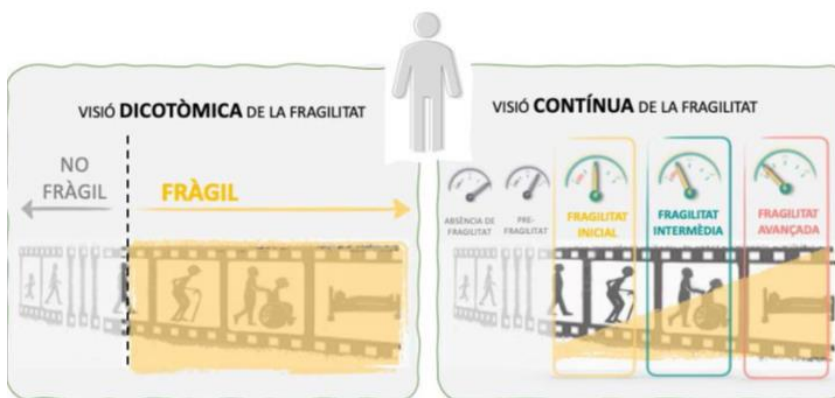 VISIÓ DICOTÒMICA DE LA FRAGILITAT
NO
FRÀGIL
FRÀGIL
VISIÓ CONTÍNUA DE LA FRAGILITAT
ABSÈNCIA DE
FRAGILITAT
PRE-
FRAGILITAT
FRAGILITAT
INICIAL
FRAGILITAT
INTERMÈDIA
FRAGILITAT
AVANÇADA